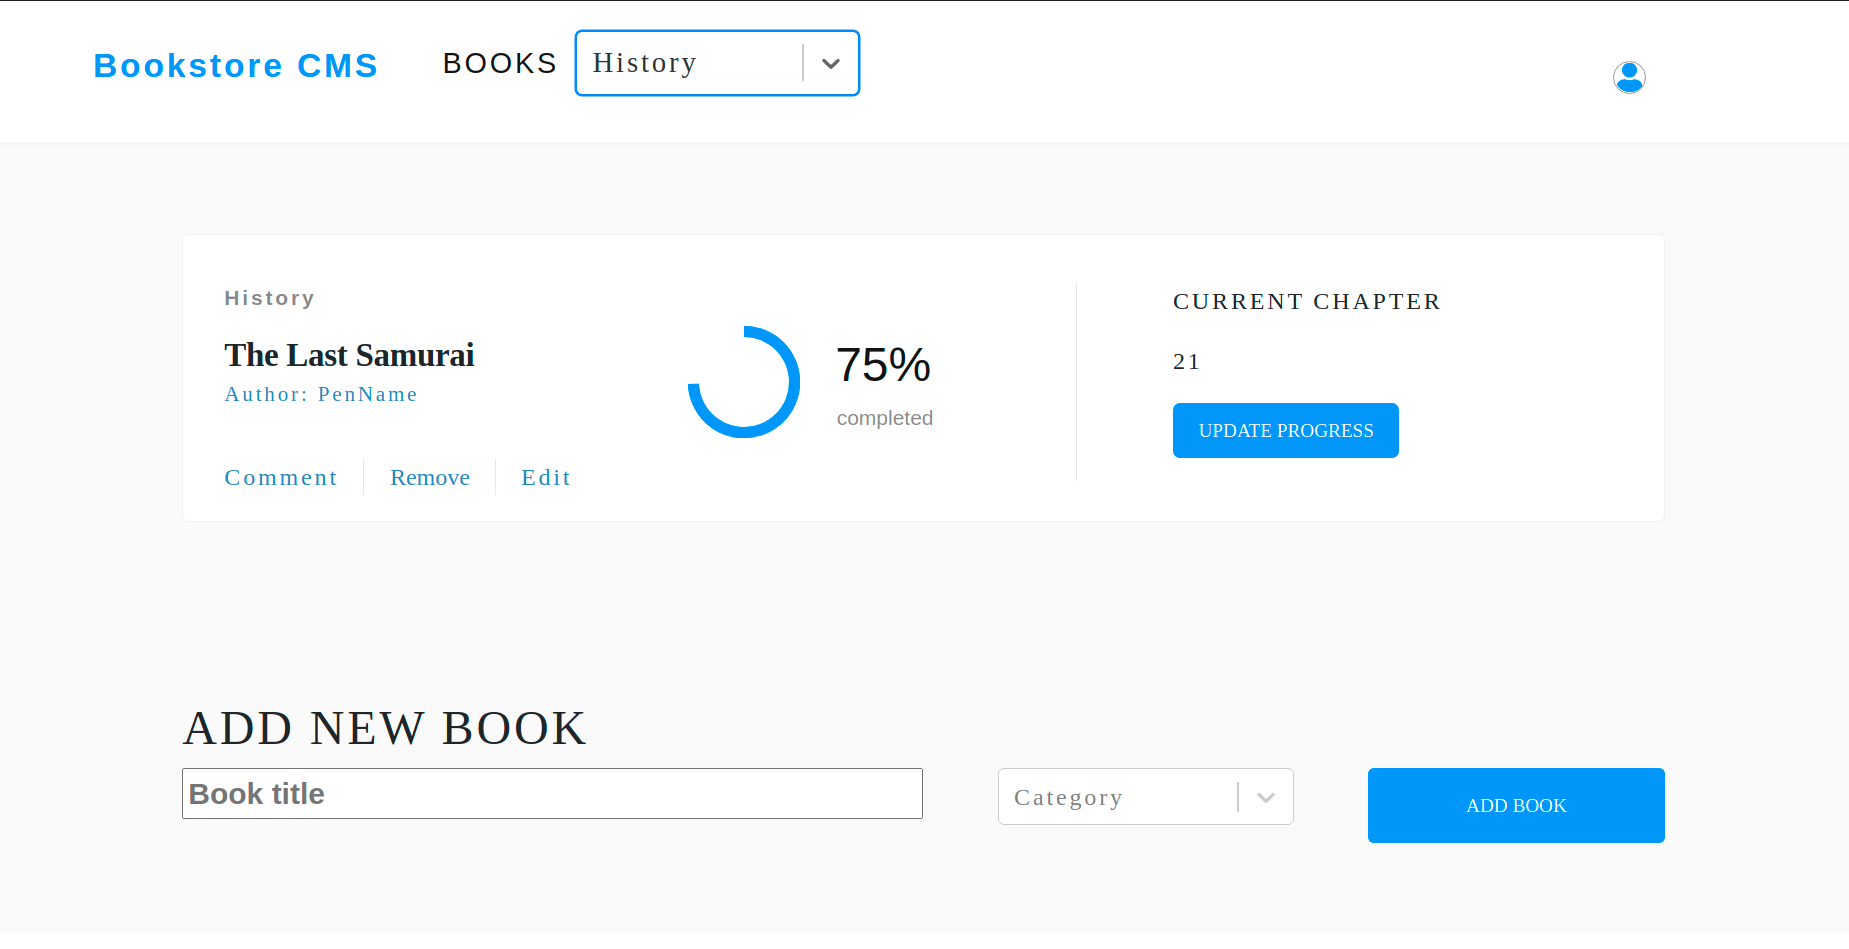 Bookstore CMS
BOOKS
History
History
The Last Samurai
Author: PenName
Comment
Remove
Edit
75%
completed
CURRENT CHAPTER
21
UPDATE PROGRESS
ADD NEW BOOK
Book title
Category
ADD BOOK